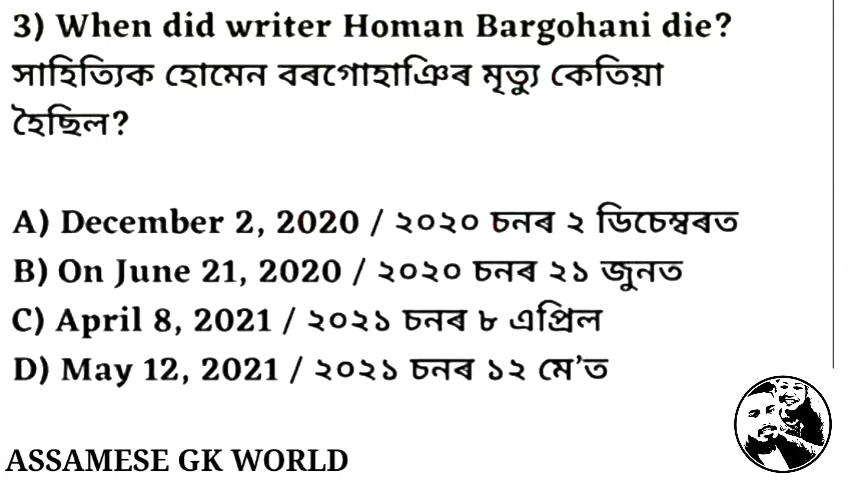 3) When did writer Homan Bargohani die?
সাহিত্যিক হোমেন বৰগোহাঞিৰ মৃত্যু কেতিয়া
হৈছিল?
A) December 2, 2020 / ২০২০ চনৰ ২ ডিচেম্বৰত
B) On June 21, 2020 / ২০২০ চনৰ ২১ জুনত
C) April 8, 2021 / ২০২১ চনৰ ৮ এপ্ৰিল
D) May 12, 2021 / ২০২১ চনৰ ১২ মে’ত
ASSAMESE GK WORLD